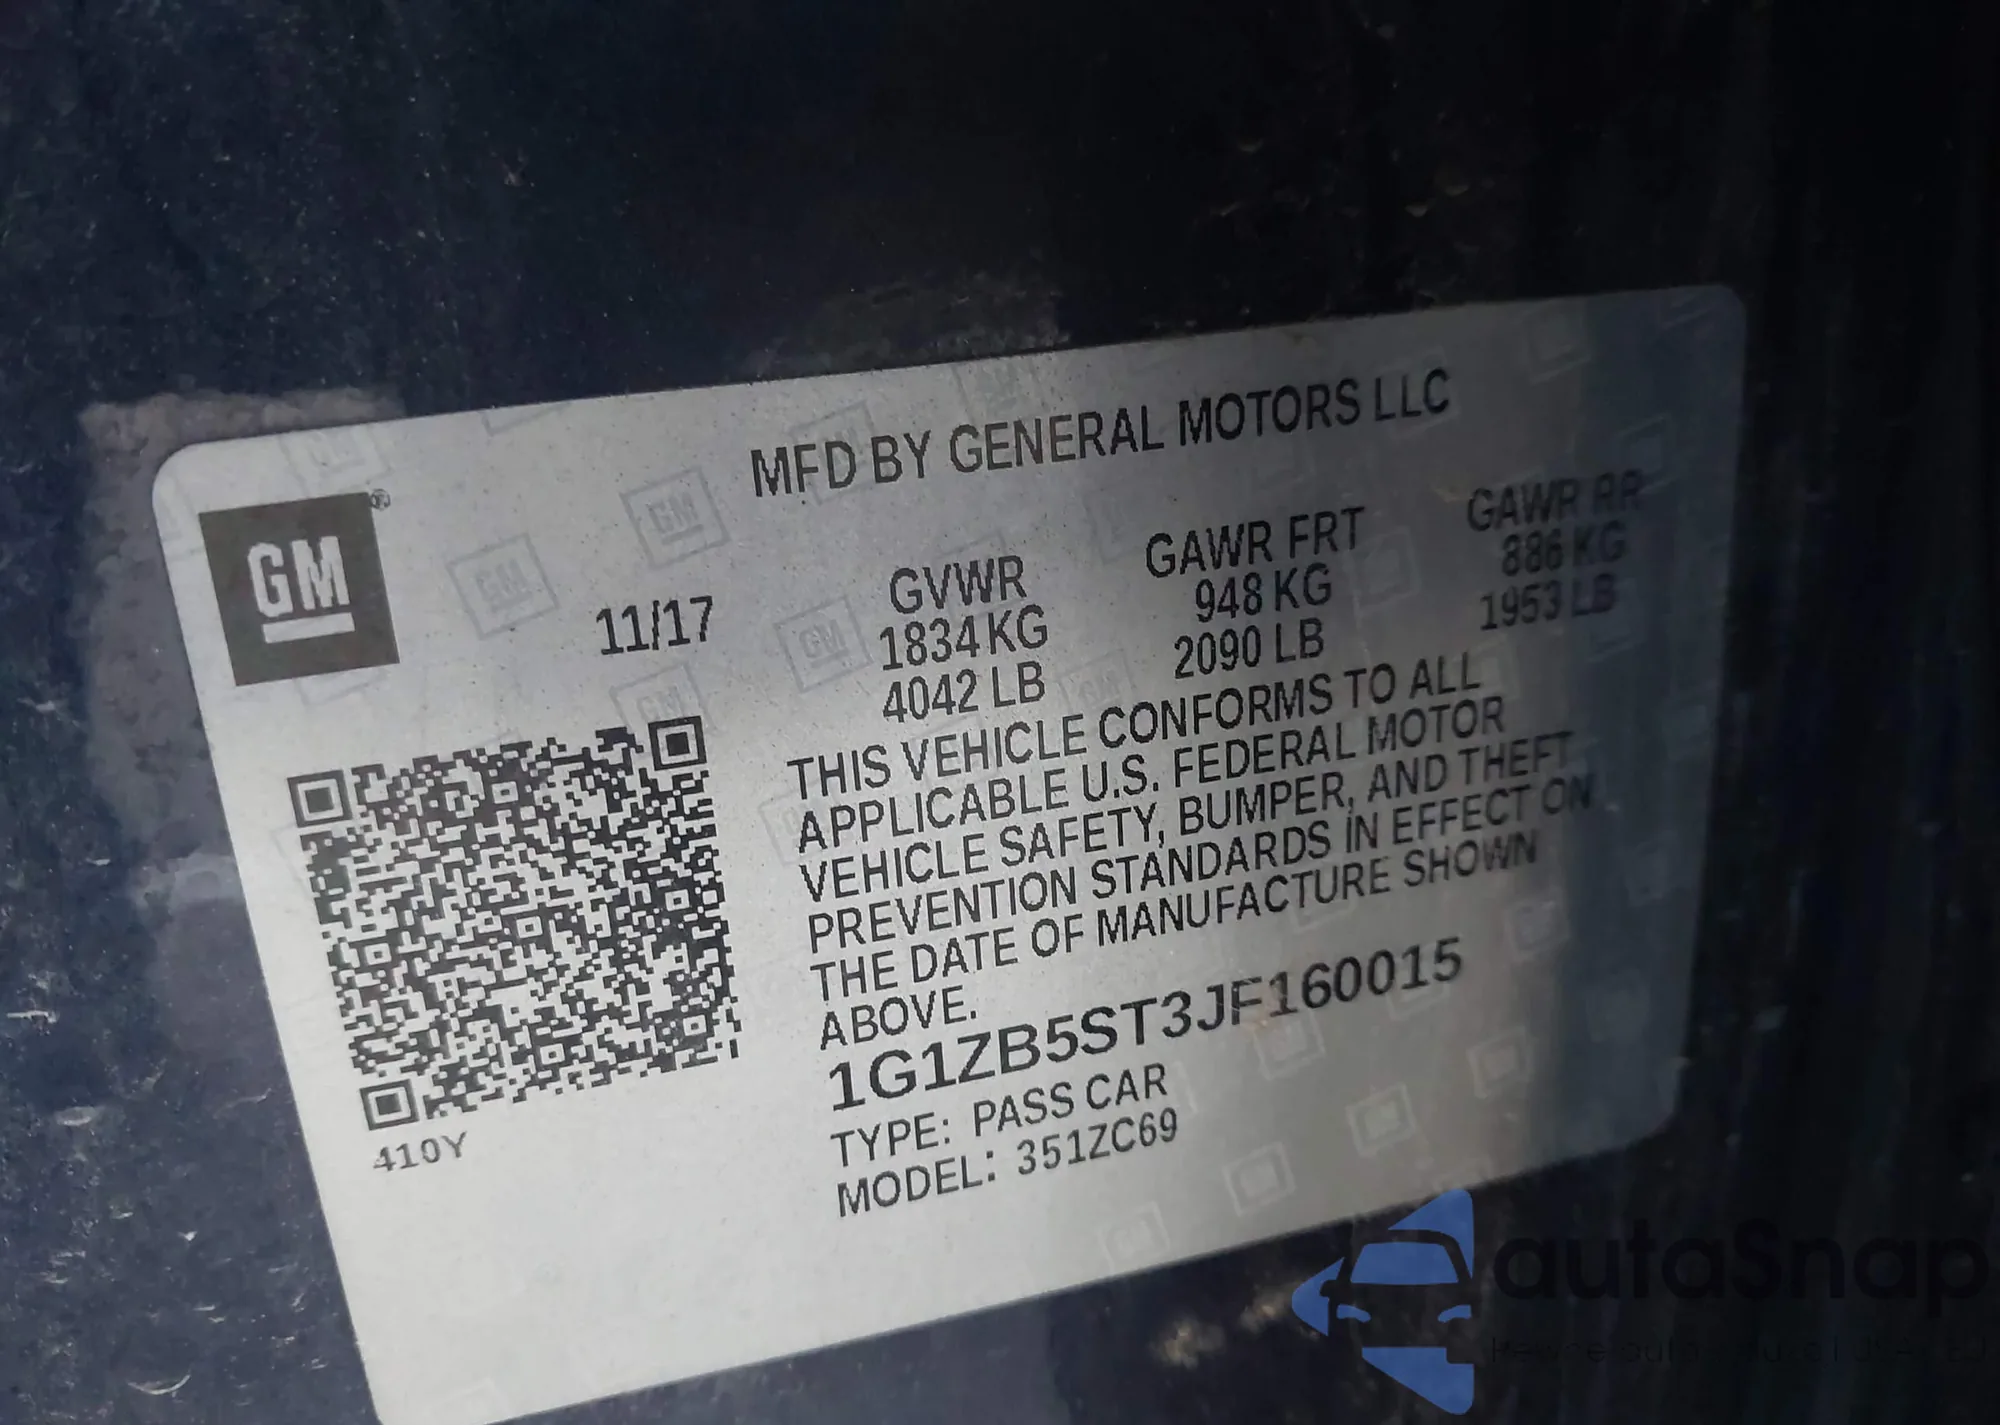 MFD BY GENERAL MOTORS LLC
GM
®
11/17
GVWR
1834 KG
4042 LB
GAWR FRT
948 KG
2090 LB
GAWR RR
886 KG
1953 LB
THIS VEHICLE CONFORMS TO ALL
APPLICABLE U.S. FEDERAL MOTOR
VEHICLE SAFETY, BUMPER, AND THEFT
PREVENTION STANDARDS IN EFFECT ON
THE DATE OF MANUFACTURE SHOWN
ABOVE.
1G1ZB5ST3JF160015
TYPE: PASS CAR
MODEL: 351ZC69
410Y
autoSnap